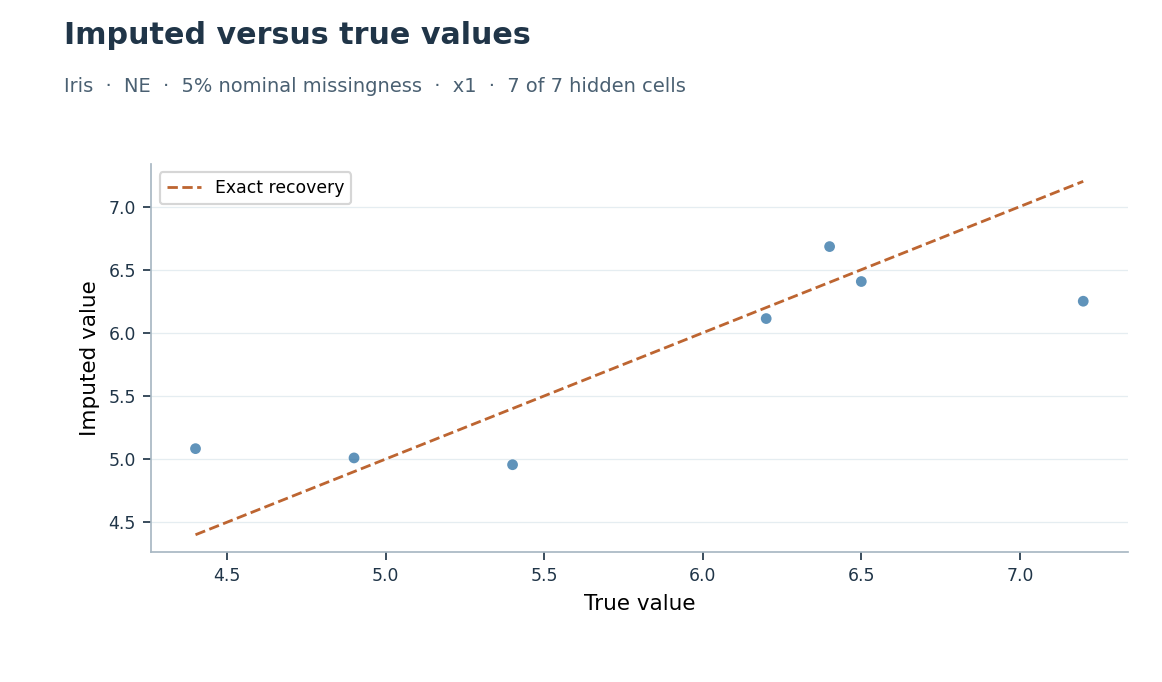 Imputed versus true values
Iris · NE · 5% nominal missingness · x1 · 7 of 7 hidden cells
Exact recovery
7.0
6.5
6.0
5.5
5.0
4.5
Imputed value
4.5 5.0 5.5 6.0 6.5 7.0
True value